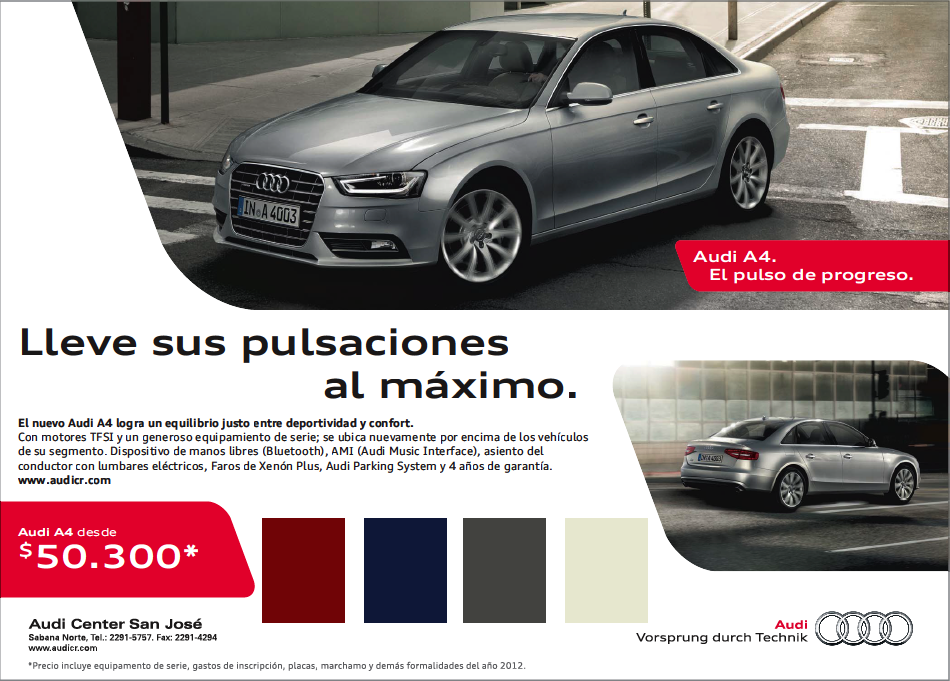 IN A 4003
Audi A4.
El pulso de progreso.
Lleve sus pulsaciones
al máximo.
El nuevo Audi A4 logra un equilibrio justo entre deportividad y confort.
Con motores TFSI y un generoso equipamiento de serie; se ubica nuevamente por encima de los vehículos
de su segmento. Dispositivo de manos libres (Bluetooth), AMI (Audi Music Interface), asiento del
conductor con lumbares eléctricos, Faros de Xenón Plus, Audi Parking System y 4 años de garantía.
www.audicr.com
IN A 4003
Audi A4 desde
$50.300*
Audi Center San José
Sabana Norte, Tel.: 2291-5757. Fax: 2291-4294
www.audicr.com
Audi
Vorsprung durch Technik
*Precio incluye equipamento de serie, gastos de inscripción, placas, marchamo y demás formalidades del año 2012.